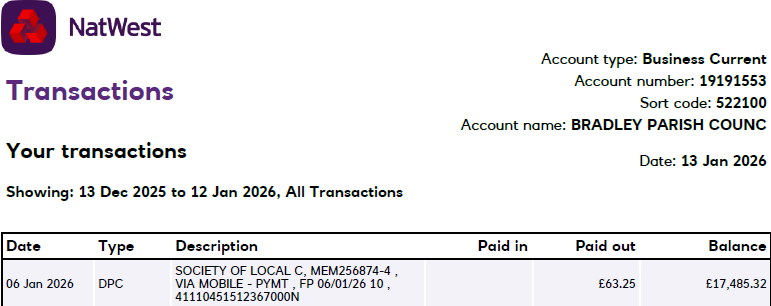 NatWest
Account type: Business Current
Transactions
Account number: 19191553
Sort code: 522100
Account name: BRADLEY PARISH COUNC
Your transactions
Date: 13 Jan 2026
Showing: 13 Dec 2025 to 12 Jan 2026, All Transactions
Date Type Description Paid in Paid out Balance
SOCIETY OF LOCAL C, MEM256874-4 ,
06 Jan 2026 DPC VIA MOBILE - PYMT , FP 06/01/26 10 , £63.25 £17,485.32
41110451512367000N